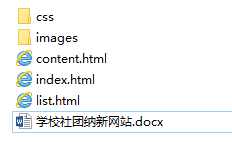 css
images
content.html
index.html
list.html
学校社团纳新网站.docx